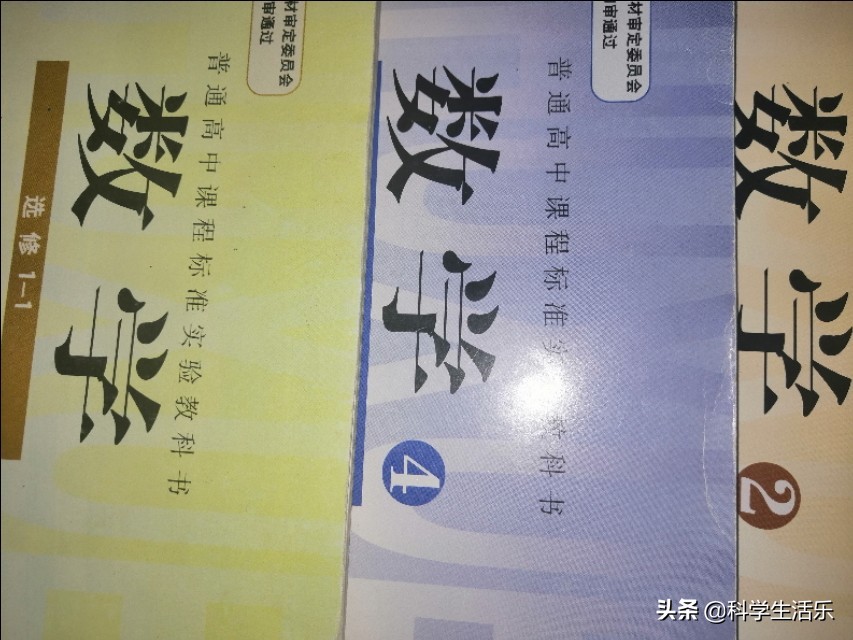 材审定委员会
审通过
普通高中课程标准实验教科书
数学
选修 1-1
材审定委员会
审通过
普通高中课程标准实
教科书
数学
4
数学
2
头条 @科学生活乐